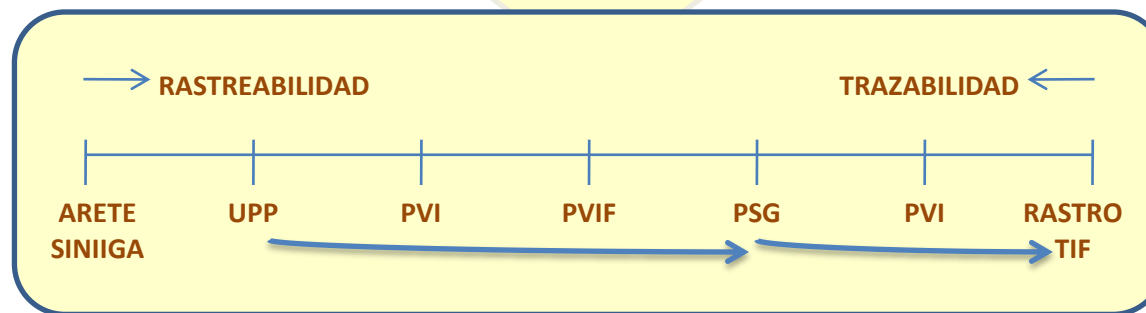 RASTREABILIDAD
TRAZABILIDAD
ARETE
SINIIGA
UPP
PVI
PVIF
PSG
PVI
RASTRO
TIF